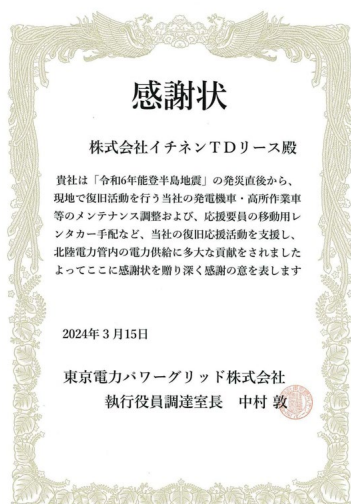 感謝状
株式会社イチネンTDリース殿
貴社は「令和6年能登半島地震」の発災直後から、
現地で復旧活動を行う当社の発電機車・高所作業車
等のメンテナンス調整および、応援要員の移動用レ
ンタカー手配など、当社の復旧応援活動を支援し、
北陸電力管内の電力供給に多大な貢献をされました
よってここに感謝状を贈り深く感謝の意を表します
2024年3月15日
東京電力パワーグリッド株式会社
執行役員調達室長 中村 敦